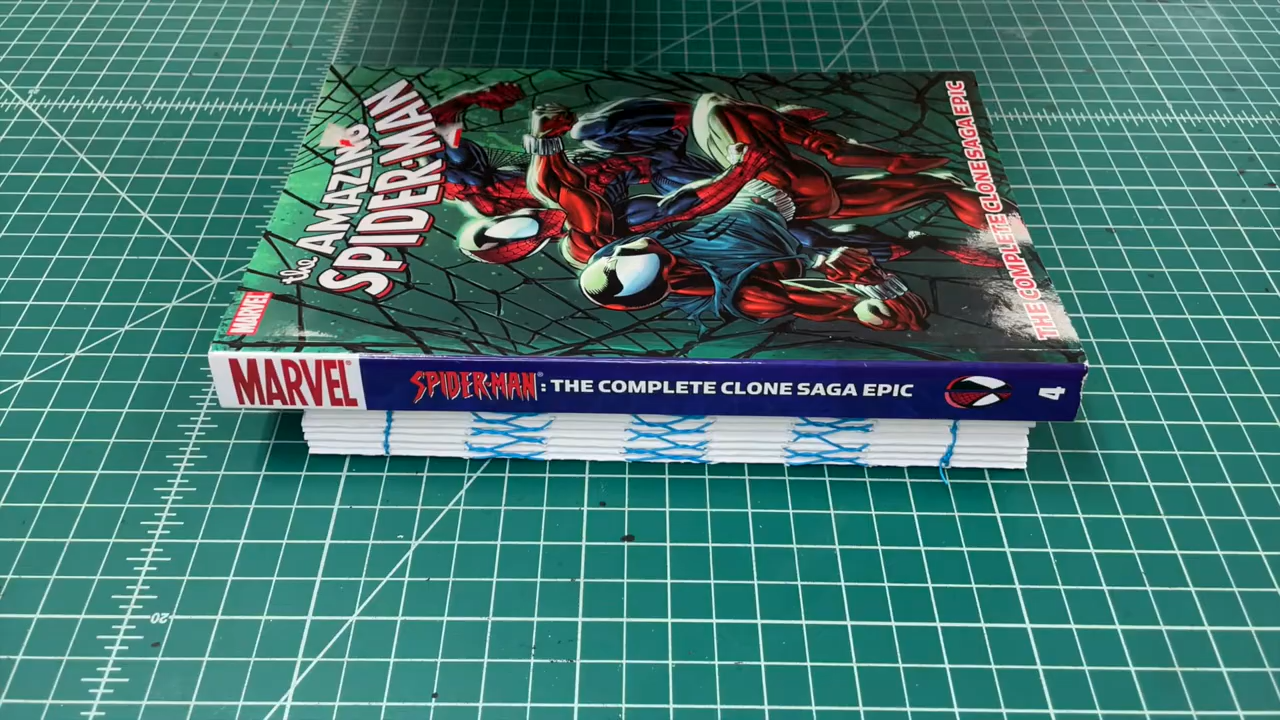 the AMAZING
SPIDER-MAN
MARVEL
THE COMPLETE CLONE SAGA EPIC
MARVEL
SPIDER-MAN®: THE COMPLETE CLONE SAGA EPIC
4
20